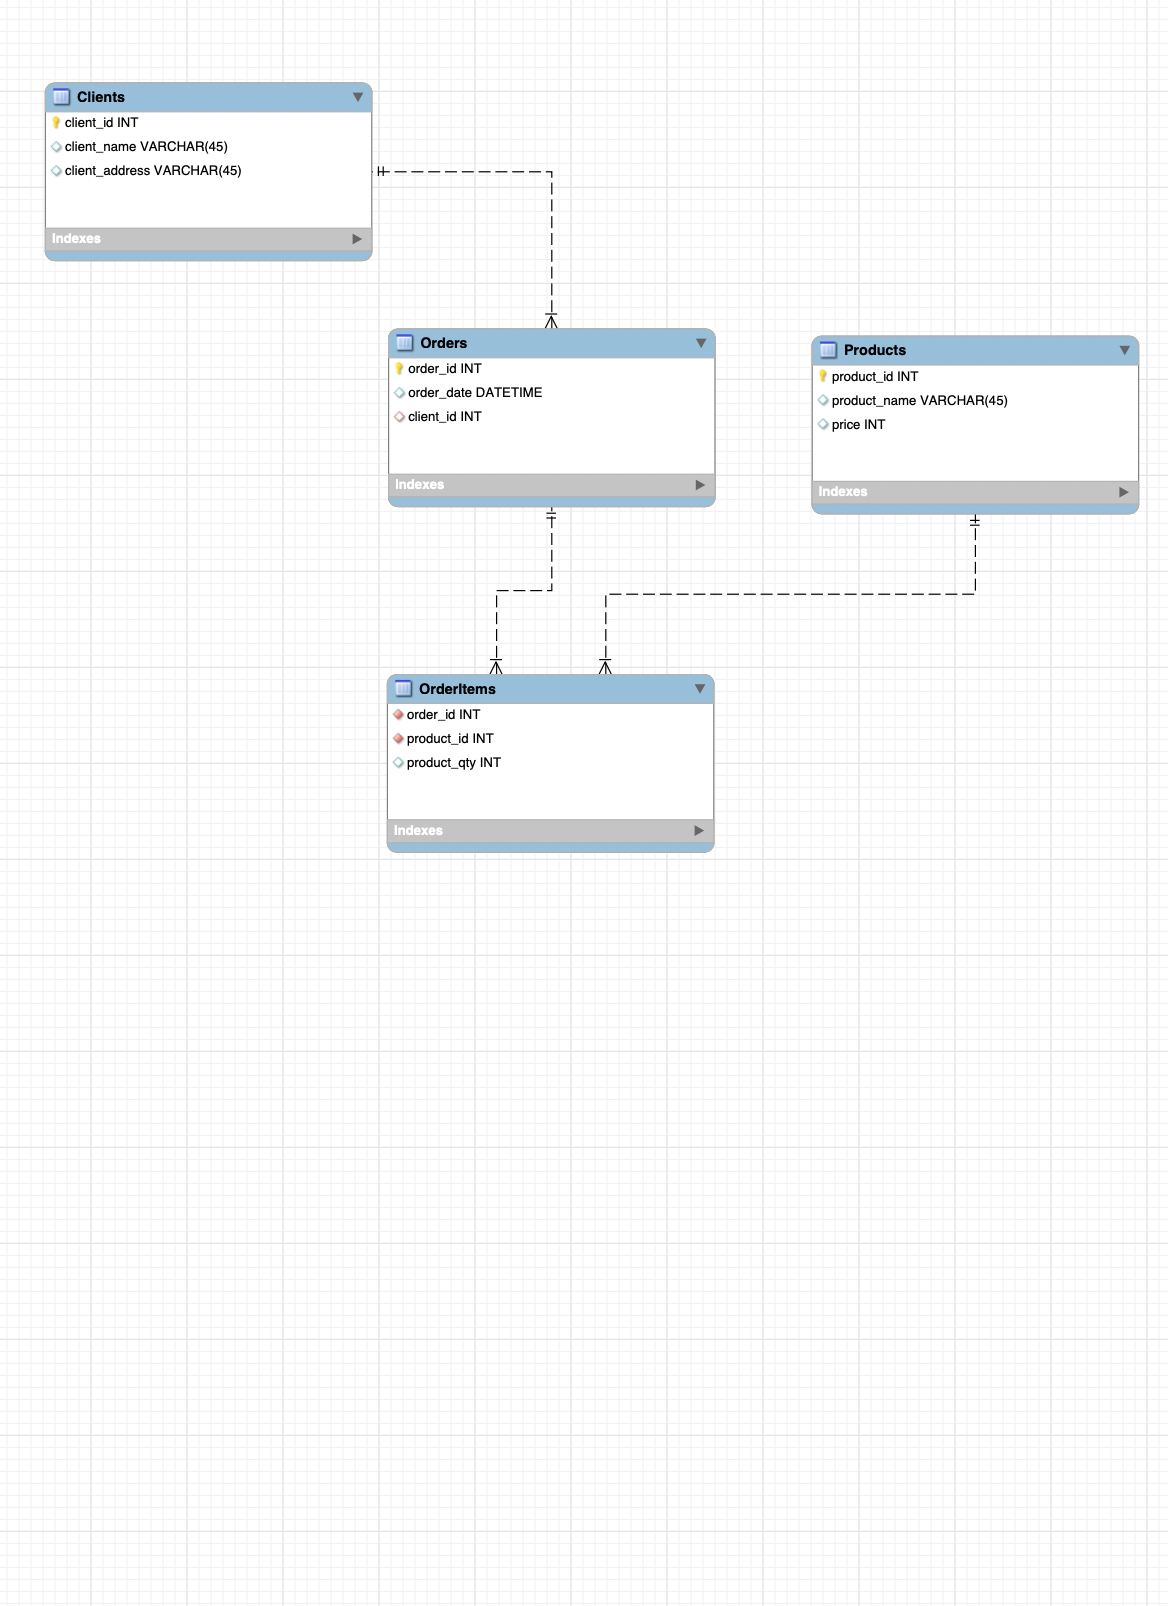 Clients
client_id INT
client_name VARCHAR(45)
client_address VARCHAR(45)
Indexes
Orders
order_id INT
order_date DATETIME
client_id INT
Indexes
Products
product_id INT
product_name VARCHAR(45)
price INT
Indexes
OrderItems
order_id INT
product_id INT
product_qty INT
Indexes